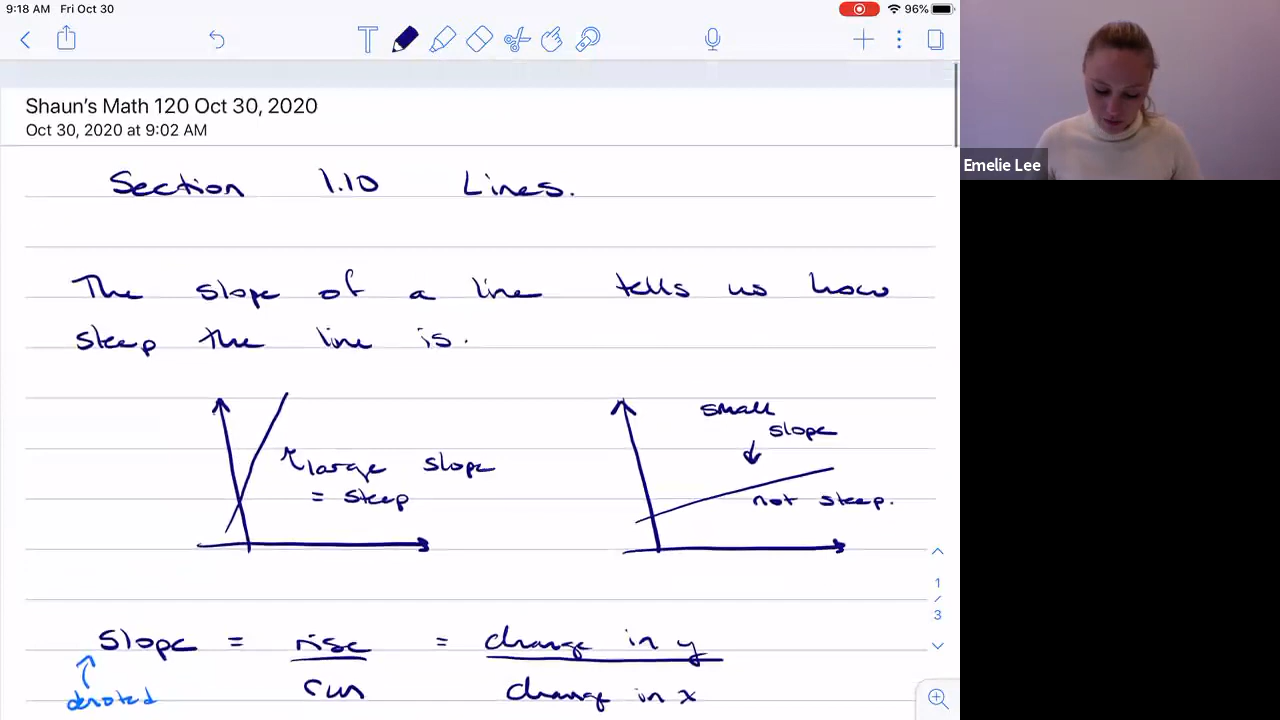 9:18 AM Fri Oct 30
96%
Shaun's Math 120 Oct 30, 2020
Oct 30, 2020 at 9:02 AM
Emelie Lee
Section 1.10 Lines.
The slope of a line tells us how
steep the line is.
large slope
= steep
small
slope
not steep.
1
/
3
slope = rise = change in y
run change in x
denoted